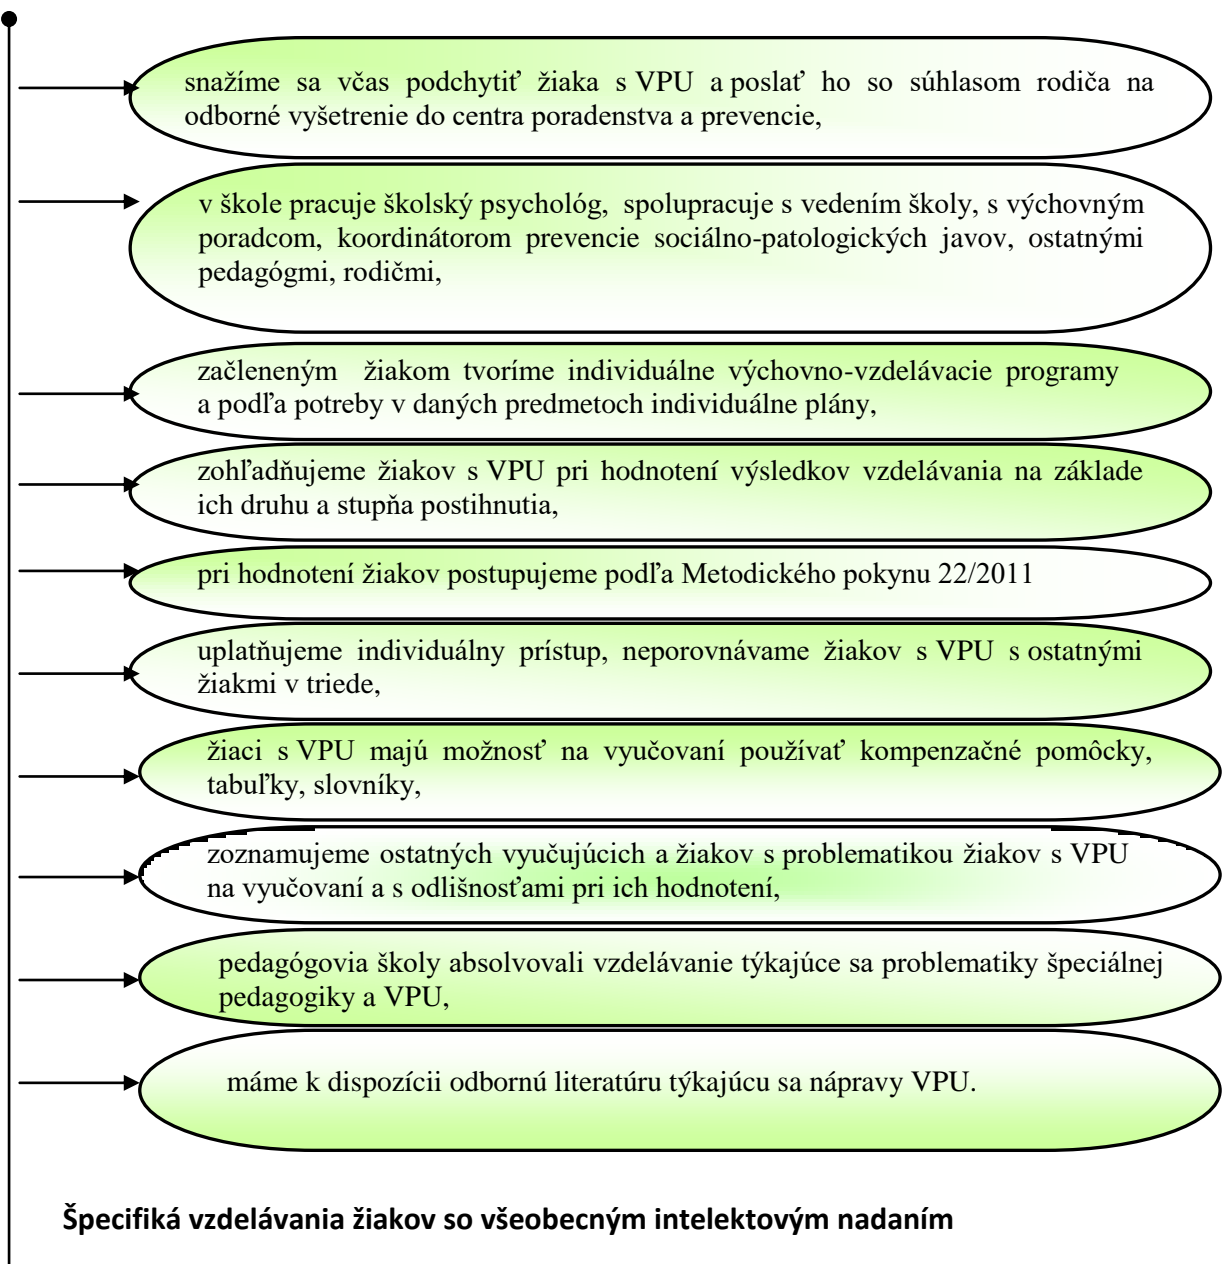 snažíme sa včas podchytiť žiaka s VPU a poslať ho so súhlasom rodiča na
odborné vyšetrenie do centra poradenstva a prevencie,
v škole pracuje školský psychológ, spolupracuje s vedením školy, s výchovným
poradcom, koordinátorom prevencie sociálno-patologických javov, ostatnými
pedagógmi, rodičmi,
začleneným žiakom tvoríme individuálne výchovno-vzdelávacie programy
a podľa potreby v daných predmetoch individuálne plány,
zohľadňujeme žiakov s VPU pri hodnotení výsledkov vzdelávania na základe
ich druhu a stupňa postihnutia,
pri hodnotení žiakov postupujeme podľa Metodického pokynu 22/2011
uplatňujeme individuálny prístup, neporovnávame žiakov s VPU s ostatnými
žiakmi v triede,
žiaci s VPU majú možnosť na vyučovaní používať kompenzačné pomôcky,
tabuľky, slovníky,
zoznamujeme ostatných vyučujúcich a žiakov s problematikou žiakov s VPU
na vyučovaní a s odlišnosťami pri ich hodnotení,
pedagógovia školy absolvovali vzdelávanie týkajúce sa problematiky špeciálnej
pedagogiky a VPU,
máme k dispozícii odbornú literatúru týkajúcu sa nápravy VPU.
Špecifiká vzdelávania žiakov so všeobecným intelektovým nadaním